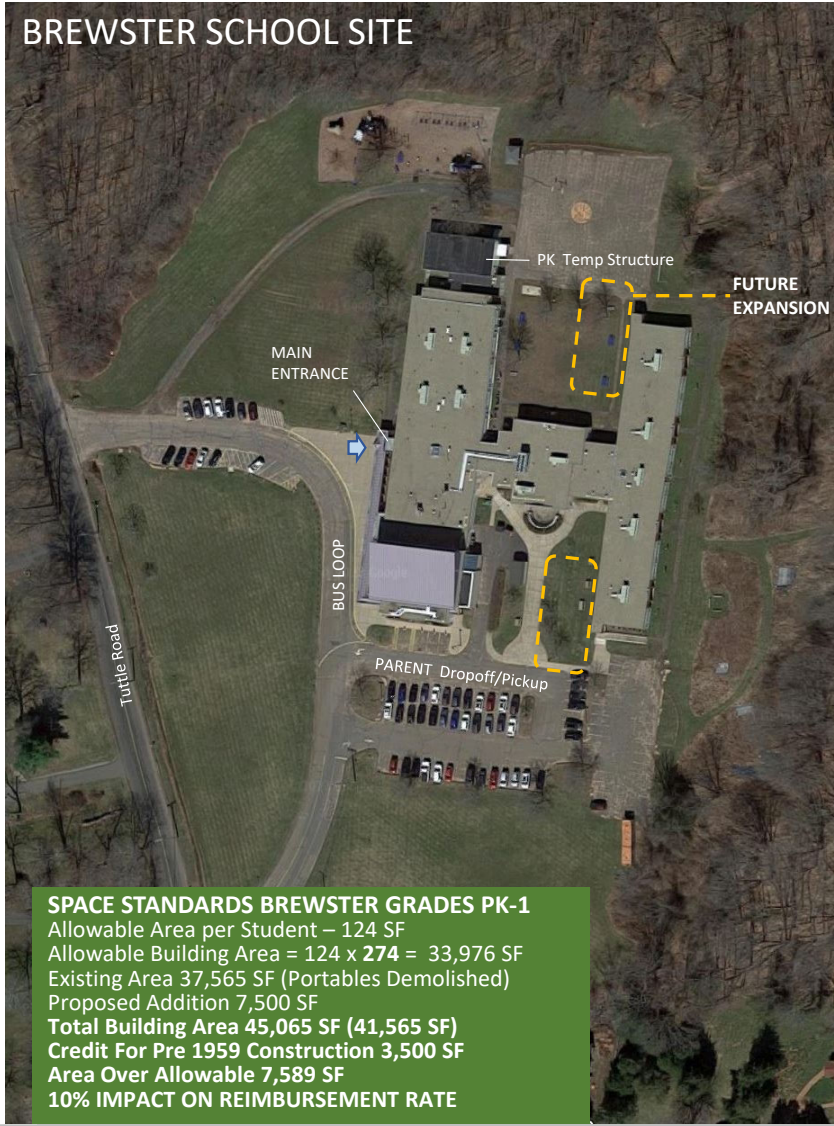 BREWSTER SCHOOL SITE
PK Temp Structure
FUTURE
EXPANSION
MAIN
ENTRANCE
BUS LOOP
Google
Tuttle Road
PARENT Dropoff/Pickup
SPACE STANDARDS BREWSTER GRADES PK-1
Allowable Area per Student – 124 SF
Allowable Building Area = 124 x 274 = 33,976 SF
Existing Area 37,565 SF (Portables Demolished)
Proposed Addition 7,500 SF
Total Building Area 45,065 SF (41,565 SF)
Credit For Pre 1959 Construction 3,500 SF
Area Over Allowable 7,589 SF
10% IMPACT ON REIMBURSEMENT RATE